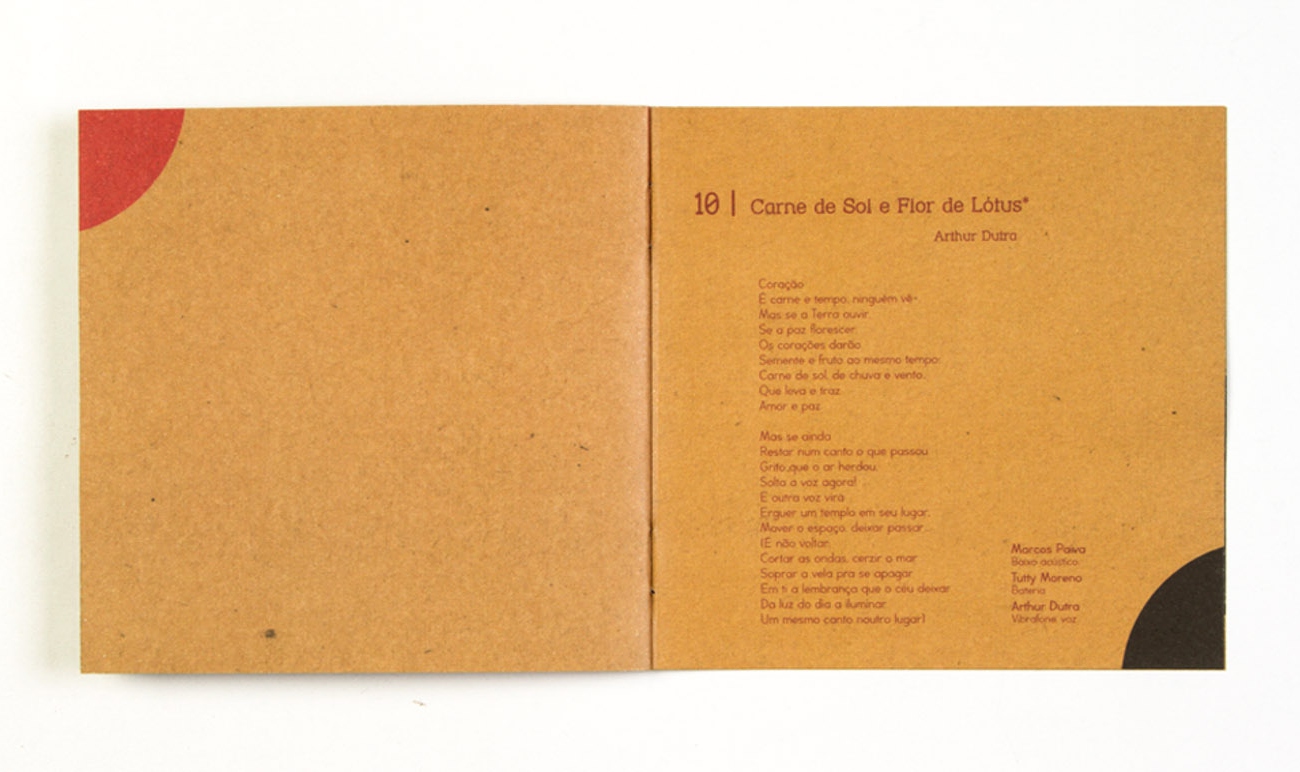 10 | Carne de Sol e Flor de Lótus*
Arthur Dutra
Coração
É carne e tempo, ninguém vê-
Mas se a Terra ouvir,
Se a paz florescer:
Os corações darão
Semente e fruto ao mesmo tempo:
Carne de sol, de chuva e vento,
Que leva e traz
Amor e paz
Mas se ainda
Restar num canto o que passou
Grito que o ar herdou,
Solta a voz agora!
E outra voz virá
Erguer um templo em seu lugar,
Mover o espaço, deixar passar...
(E não voltar:
Cortar as ondas, cerzir o mar
Soprar a vela pra se apagar
Em ti a lembrança que o céu deixar
Da luz do dia a iluminar
Um mesmo canto noutro lugar)
Marcos Paiva
Baixo acústico
Tutty Moreno
Bateria
Arthur Dutra
Vibrafone, voz